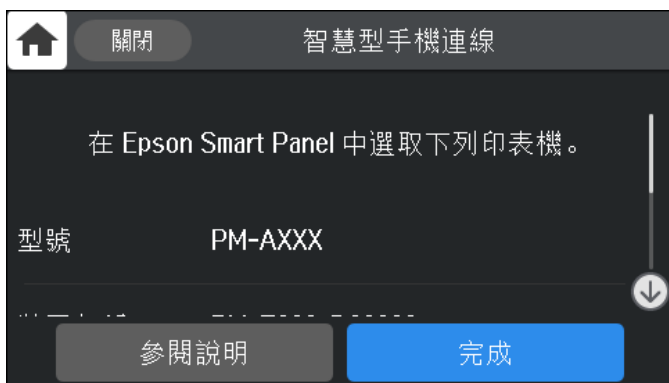 關閉
智慧型手機連線
在 Epson Smart Panel 中選取下列印表機。
型號 PM-AXXX
參閱說明 完成